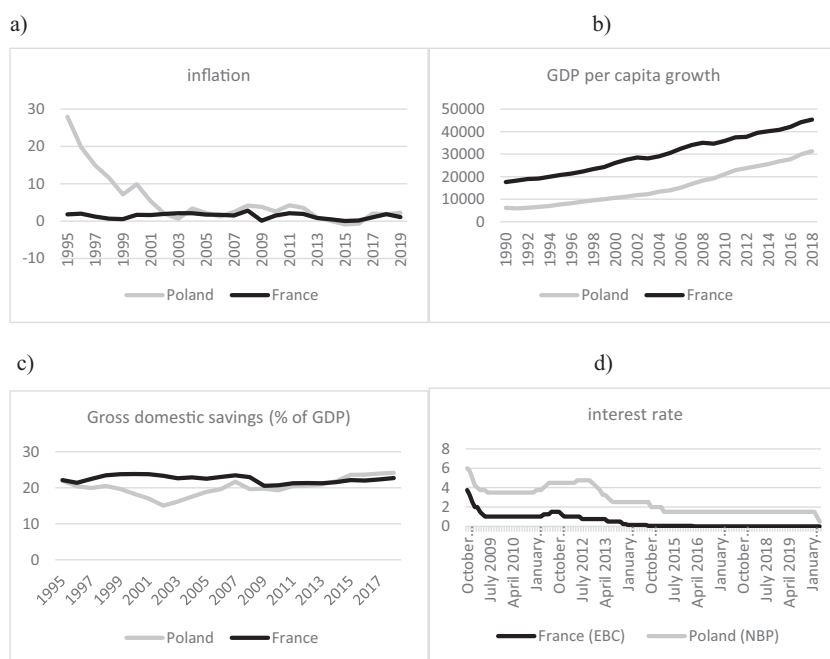 a)
b)
inflation
30
20
10
0
-10
1995
1997
1999
2001
2003
2005
2007
2009
2011
2013
2015
2017
2019
Poland France
GDP per capita growth
50000
40000
30000
20000
10000
0
1990
1992
1994
1996
1998
2000
2002
2004
2006
2008
2010
2012
2014
2016
2018
Poland France
c)
d)
Gross domestic savings (% of GDP)
30
20
10
0
1995
1997
1999
2001
2003
2005
2007
2009
2011
2013
2015
2017
Poland France
interest rate
8
6
4
2
0
October...
July 2009
April 2010
January...
October...
July 2012
April 2013
January...
October...
July 2015
April 2016
January...
October...
July 2018
April 2019
January...
France (EBC) Poland (NBP)